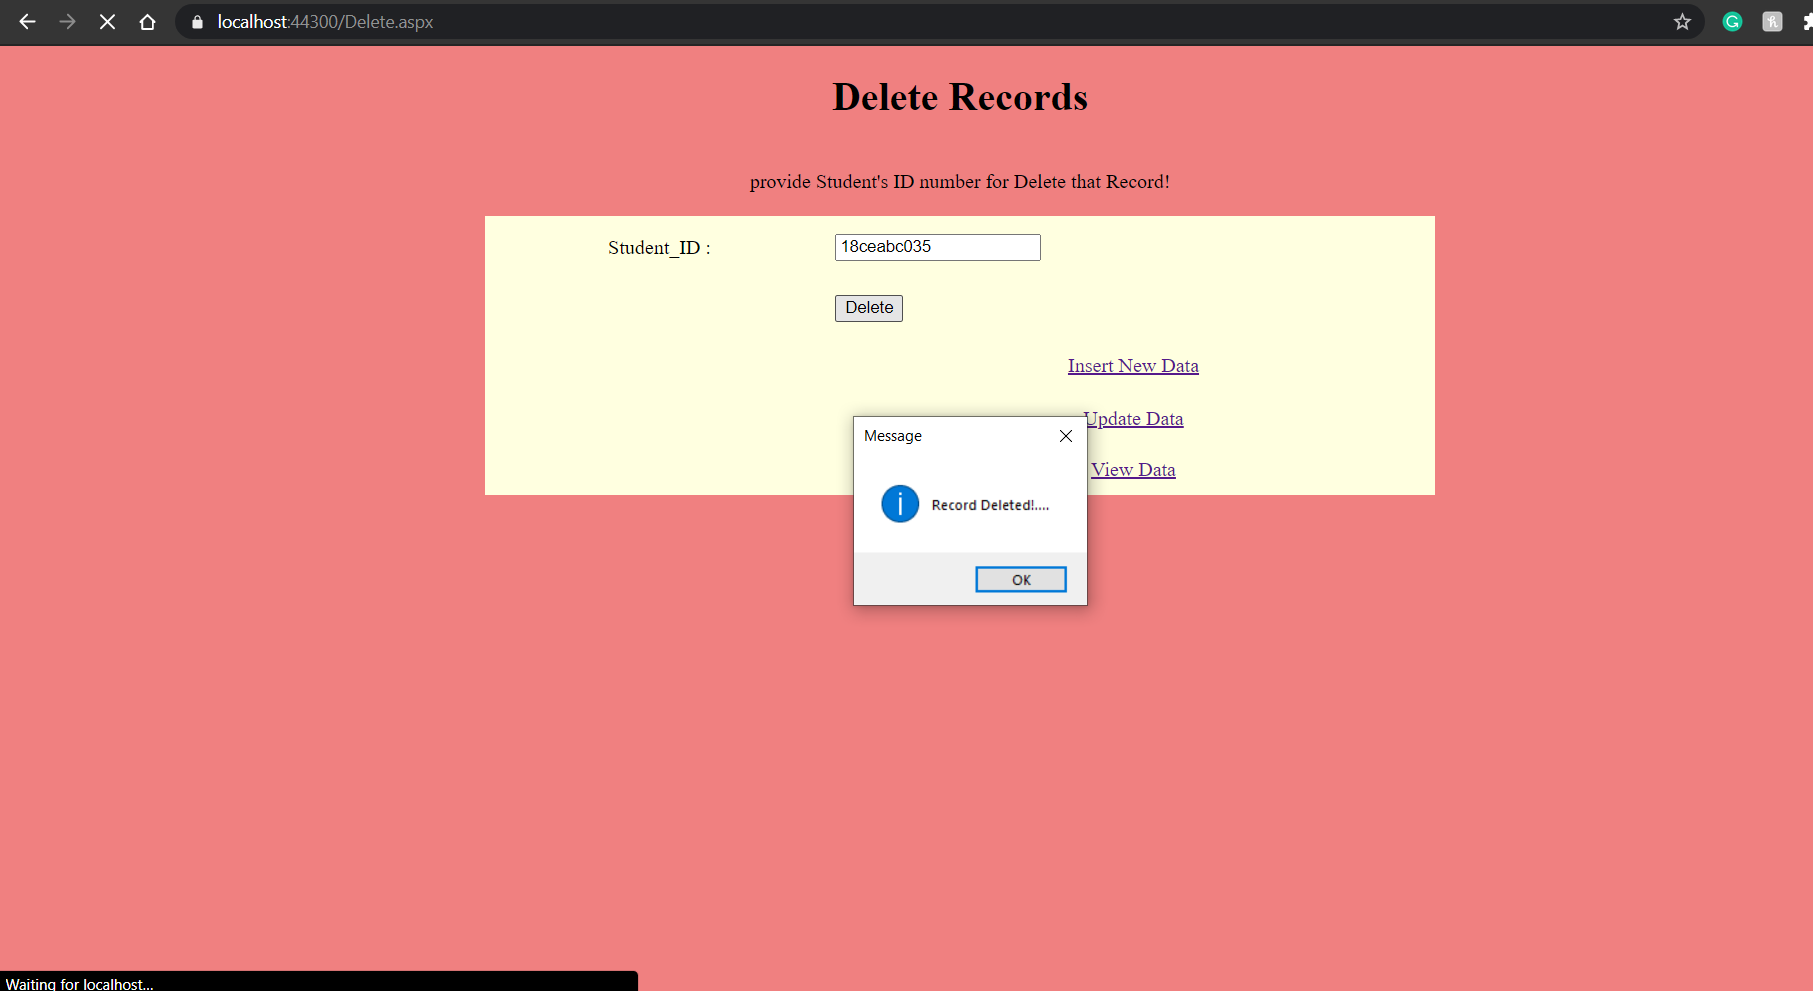 localhost:44300/Delete.aspx
Delete Records
provide Student's ID number for Delete that Record!
Student_ID : 18ceabc035
Delete
Insert New Data
Update Data
View Data
Message
Record Deleted!....
OK
Waiting for localhost...